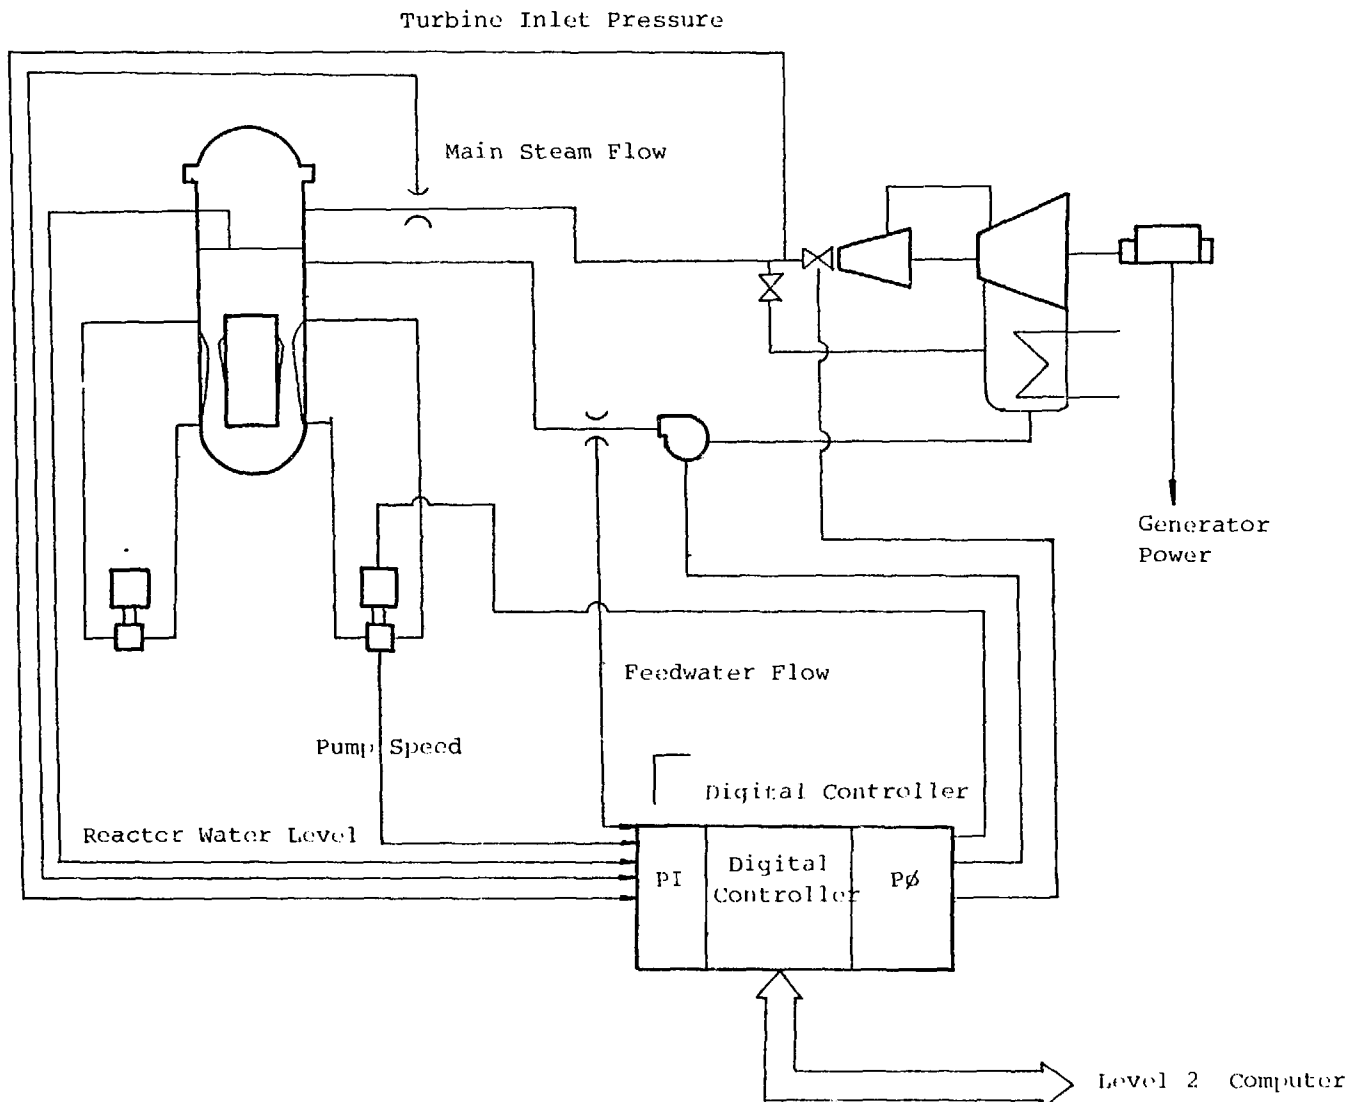 Turbine Inlet Pressure
Main Steam Flow
Generator
Power
Feedwater Flow
Pump Speed
Digital Controller
Reactor Water Level
PI
Digital
Controller
PØ
Level 2 Computer